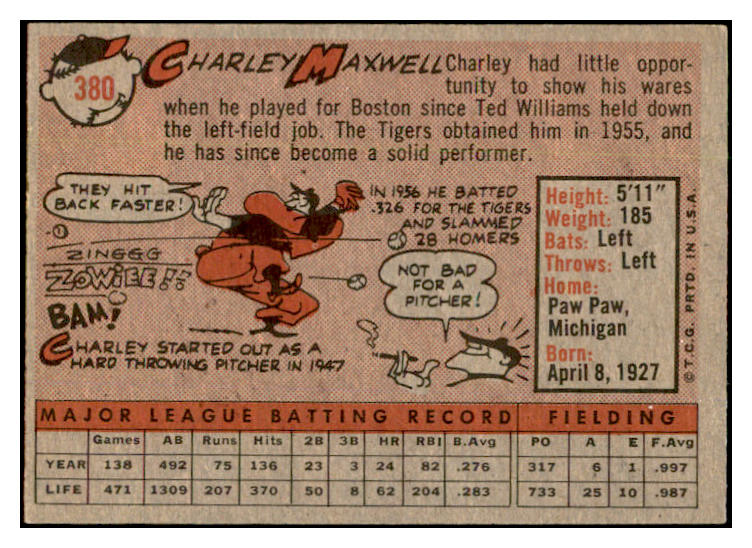 380
CHARLEY MAXWELL
Charley had little oppor-
tunity to show his wares
when he played for Boston since Ted Williams held down
the left-field job. The Tigers obtained him in 1955, and
he has since become a solid performer.
THEY HIT
BACK FASTER!
ZINGGG
ZOWIEE!!
BAM!
CHARLEY STARTED OUT AS A
HARD THROWING PITCHER IN 1947
IN 1956 HE BATTED
.326 FOR THE TIGERS
AND SLAMMED
28 HOMERS
NOT BAD
FOR A
PITCHER!
Height: 5'11"
Weight: 185
Bats: Left
Throws: Left
Home:
Paw Paw,
Michigan
Born:
April 8, 1927
© T.C.G. PRTD. IN U.S.A.
MAJOR LEAGUE BATTING RECORD FIELDING
Games AB Runs Hits 2B 3B HR RBI B.Avg PO A E F.Avg
YEAR 138 492 75 136 23 3 24 82 .276 317 6 1 .997
LIFE 471 1309 207 370 50 8 62 204 .283 733 25 10 .987